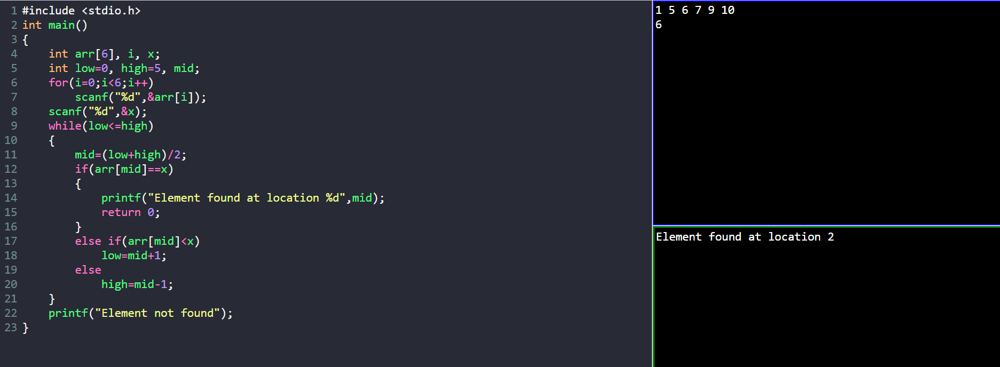 1 #include <stdio.h>
2 int main()
3 {
4     int arr[6], i, x;
5     int low=0, high=5, mid;
6     for(i=0;i<6;i++)
7         scanf("%d",&arr[i]);
8     scanf("%d",&x);
9     while(low<=high)
10     {
11         mid=(low+high)/2;
12         if(arr[mid]==x)
13         {
14             printf("Element found at location %d",mid);
15             return 0;
16         }
17         else if(arr[mid]<x)
18             low=mid+1;
19         else
20             high=mid-1;
21     }
22     printf("Element not found");
23 }
1 5 6 7 9 10
6
Element found at location 2